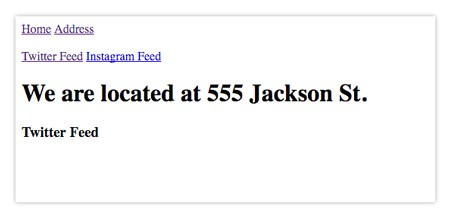 Home Address
Twitter Feed Instagram Feed
We are located at 555 Jackson St.
Twitter Feed